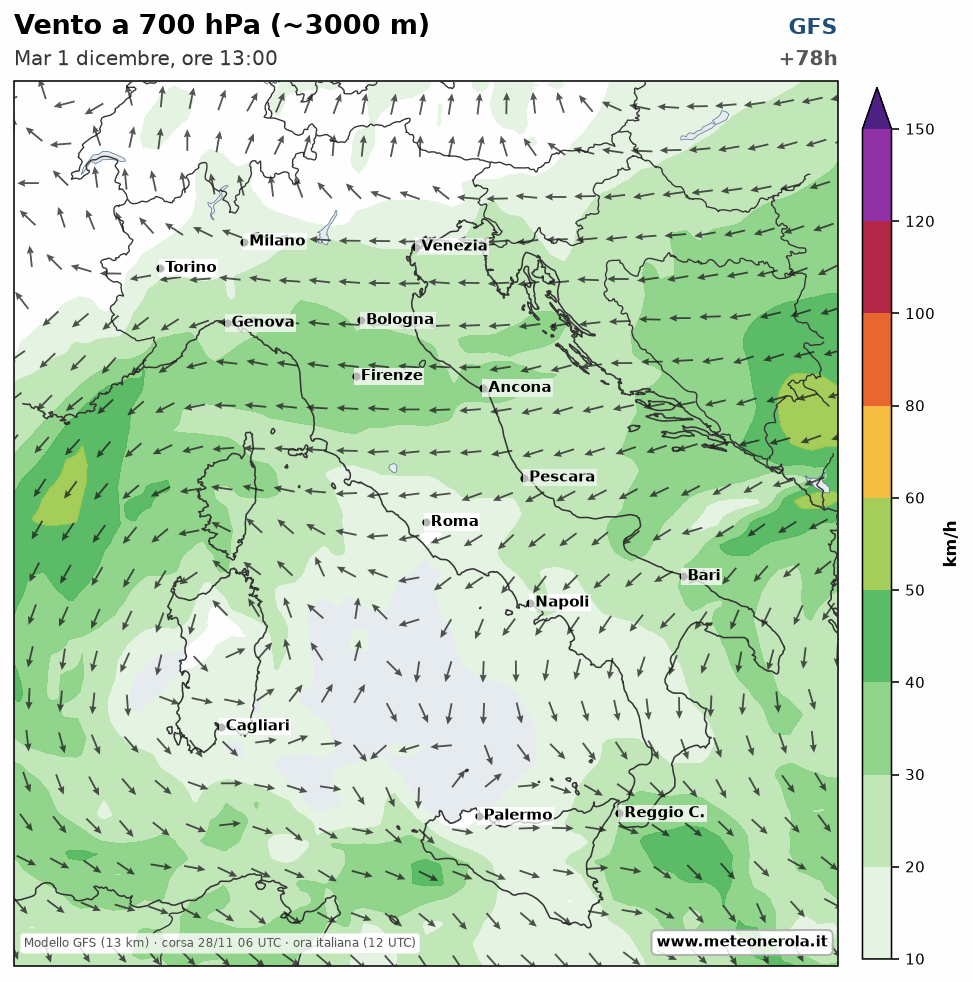 Vento a 700 hPa (~3000 m)
GFS
Mar 1 dicembre, ore 13:00
+78h
150
120
100
80
60
50
40
30
20
10
km/h
Milano
Venezia
Torino
Genova
Bologna
Firenze
Ancona
Pescara
Roma
Bari
Napoli
Cagliari
Palermo
Reggio C.
Modello GFS (13 km) · corsa 28/11 06 UTC · ora italiana (12 UTC)
www.meteonerola.it